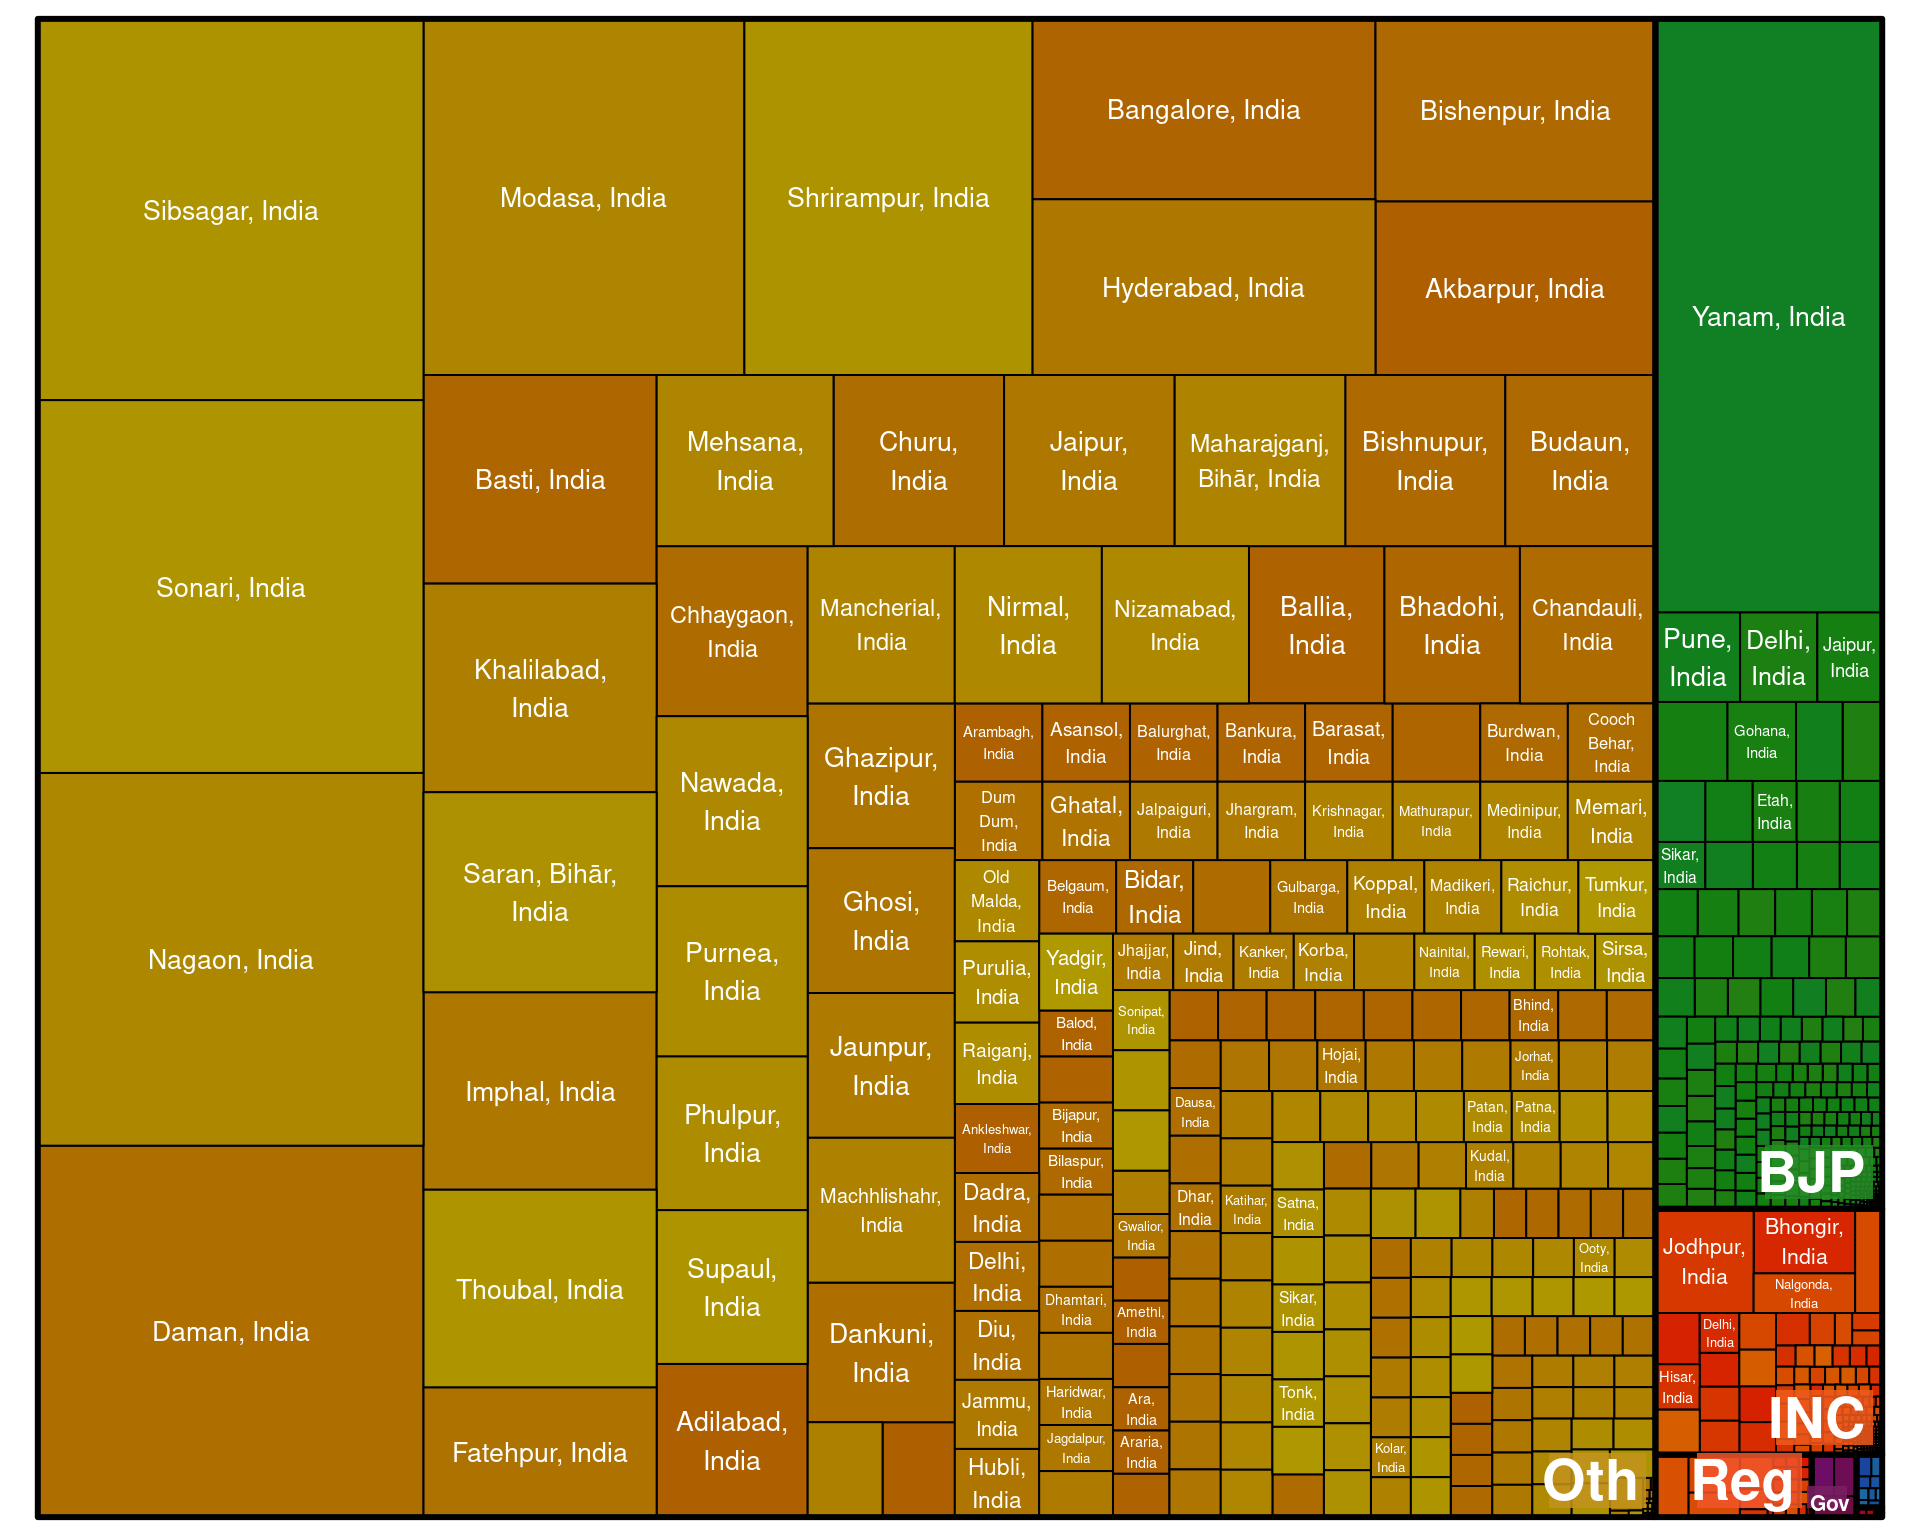 Sibsagar, India
Sonari, India
Nagaon, India
Daman, India
Modasa, India
Shrirampur, India
Bangalore, India
Hyderabad, India
Bishenpur, India
Akbarpur, India
Basti, India
Khalilabad,
India
Saran, Bihār,
India
Imphal, India
Thoubal, India
Fatehpur, India
Mehsana,
India
Churu,
India
Jaipur,
India
Maharajganj,
Bihār, India
Bishnupur,
India
Budaun,
India
Chhaygaon,
India
Nawada,
India
Purnea,
India
Phulpur,
India
Supaul,
India
Adilabad,
India
Mancherial,
India
Nirmal,
India
Nizamabad,
India
Ballia,
India
Bhadohi,
India
Chandauli,
India
Ghazipur,
India
Ghosi,
India
Jaunpur,
India
Machhlishahr,
India
Dankuni,
India
Arambagh,
India
Asansol,
India
Balurghat,
India
Bankura,
India
Barasat,
India
Burdwan,
India
Cooch
Behar,
India
Dum
Dum,
India
Ghatal,
India
Jalpaiguri,
India
Jhargram,
India
Krishnagar,
India
Mathurapur,
India
Medinipur,
India
Memari,
India
Old
Malda,
India
Purulia,
India
Raiganj,
India
Ankleshwar,
India
Dadra,
India
Delhi,
India
Diu,
India
Jammu,
India
Hubli,
India
Belgaum,
India
Bidar,
India
Gulbarga,
India
Koppal,
India
Madikeri,
India
Raichur,
India
Tumkur,
India
Yadgir,
India
Balod,
India
Bijapur,
India
Bilaspur,
India
Dhamtari,
India
Haridwar,
India
Jagdalpur,
India
Jhajjar,
India
Jind,
India
Kanker,
India
Korba,
India
Nainital,
India
Rewari,
India
Rohtak,
India
Sirsa,
India
Sonipat,
India
Gwalior,
India
Amethi,
India
Ara,
India
Araria,
India
Bhind,
India
Hojai,
India
Jorhat,
India
Dausa,
India
Dhar,
India
Katihar,
India
Patan,
India
Patna,
India
Kudal,
India
Satna,
India
Sikar,
India
Tonk,
India
Ooty,
India
Kolar,
India
Oth
Yanam, India
Pune,
India
Delhi,
India
Jaipur,
India
Gohana,
India
Etah,
India
Sikar,
India
BJP
Jodhpur,
India
Bhongir,
India
Nalgonda,
India
Delhi,
India
Hisar,
India
INC
Reg
Gov